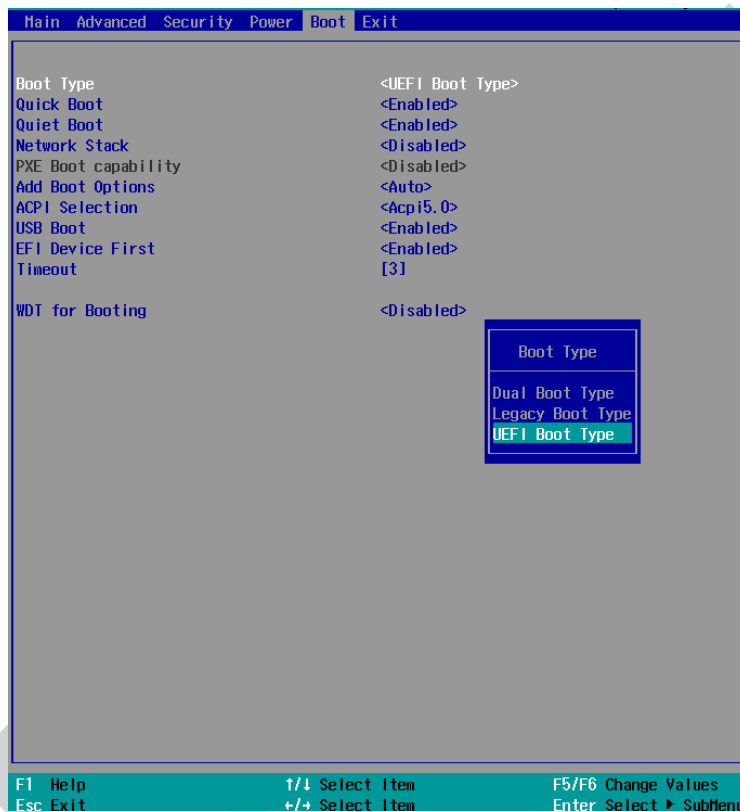 Main Advanced Security Power Boot Exit
Boot Type <UEFI Boot Type>
Quick Boot <Enabled>
Quiet Boot <Enabled>
Network Stack <Disabled>
PXE Boot capability <Disabled>
Add Boot Options <Auto>
ACPI Selection <Acpi5.0>
USB Boot <Enabled>
EFI Device First <Enabled>
Timeout [3]
WDT for Booting <Disabled>
Boot Type
Dual Boot Type
Legacy Boot Type
UEFI Boot Type
F1 Help ↑/↓ Select Item F5/F6 Change Values
Esc Exit ←/→ Select Item Enter Select ▶ SubMenu